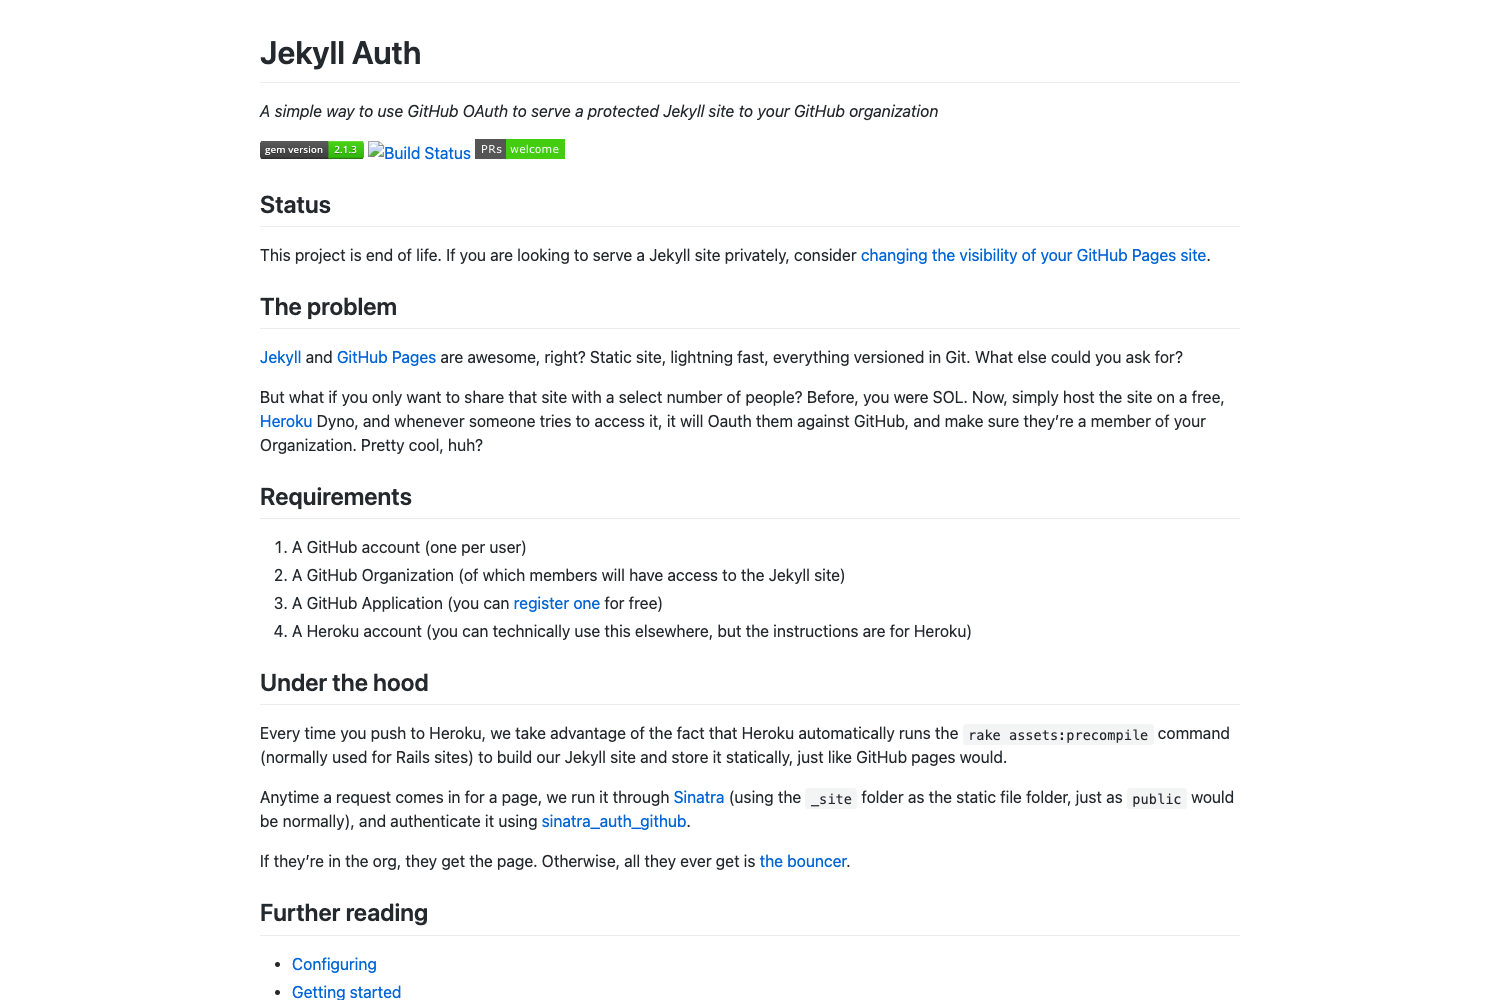 Jekyll Auth
A simple way to use GitHub OAuth to serve a protected Jekyll site to your GitHub organization
gem version 2.1.3 Build Status PRs welcome
Status
This project is end of life. If you are looking to serve a Jekyll site privately, consider changing the visibility of your GitHub Pages site.
The problem
Jekyll and GitHub Pages are awesome, right? Static site, lightning fast, everything versioned in Git. What else could you ask for?
But what if you only want to share that site with a select number of people? Before, you were SOL. Now, simply host the site on a free,
Heroku Dyno, and whenever someone tries to access it, it will Oauth them against GitHub, and make sure they’re a member of your
Organization. Pretty cool, huh?
Requirements
1. A GitHub account (one per user)
2. A GitHub Organization (of which members will have access to the Jekyll site)
3. A GitHub Application (you can register one for free)
4. A Heroku account (you can technically use this elsewhere, but the instructions are for Heroku)
Under the hood
Every time you push to Heroku, we take advantage of the fact that Heroku automatically runs the rake assets:precompile command
(normally used for Rails sites) to build our Jekyll site and store it statically, just like GitHub pages would.
Anytime a request comes in for a page, we run it through Sinatra (using the _site folder as the static file folder, just as public would
be normally), and authenticate it using sinatra_auth_github.
If they’re in the org, they get the page. Otherwise, all they ever get is the bouncer.
Further reading
• Configuring
• Getting started